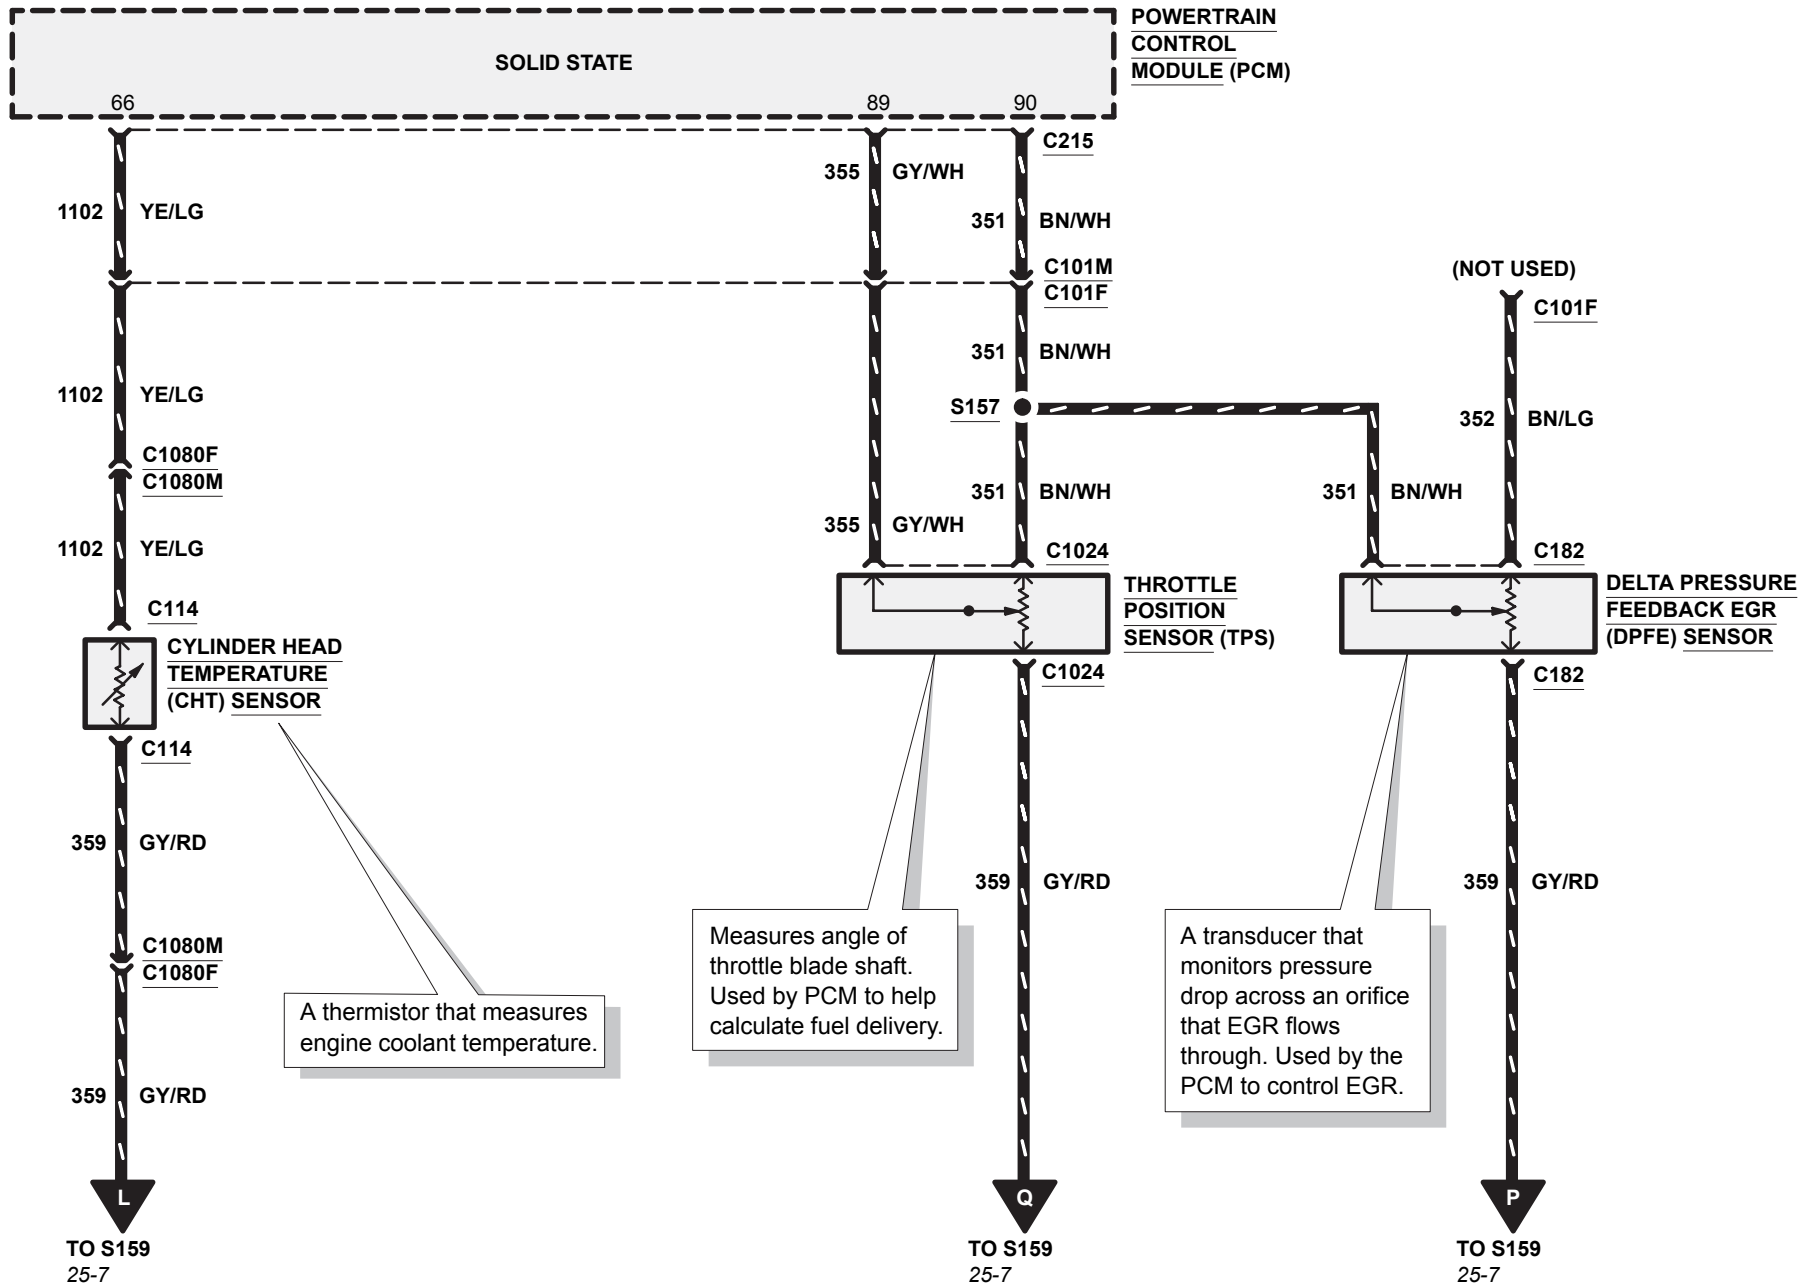 POWERTRAIN
CONTROL
MODULE (PCM)
SOLID STATE
66
89
90
C215
355 GY/WH
1102 YE/LG
351 BN/WH
C101M
C101F
(NOT USED)
C101F
351 BN/WH
1102 YE/LG
S157
352 BN/LG
C1080F
C1080M
351 BN/WH
351 BN/WH
355 GY/WH
1102 YE/LG
C1024
C182
THROTTLE
POSITION
SENSOR (TPS)
DELTA PRESSURE
FEEDBACK EGR
(DPFE) SENSOR
C114
CYLINDER HEAD
TEMPERATURE
(CHT) SENSOR
C1024
C182
C114
359 GY/RD
359 GY/RD
359 GY/RD
C1080M
C1080F
A thermistor that measures
engine coolant temperature.
Measures angle of
throttle blade shaft.
Used by PCM to help
calculate fuel delivery.
A transducer that
monitors pressure
drop across an orifice
that EGR flows
through. Used by the
PCM to control EGR.
359 GY/RD
L
TO S159
25-7
Q
TO S159
25-7
P
TO S159
25-7